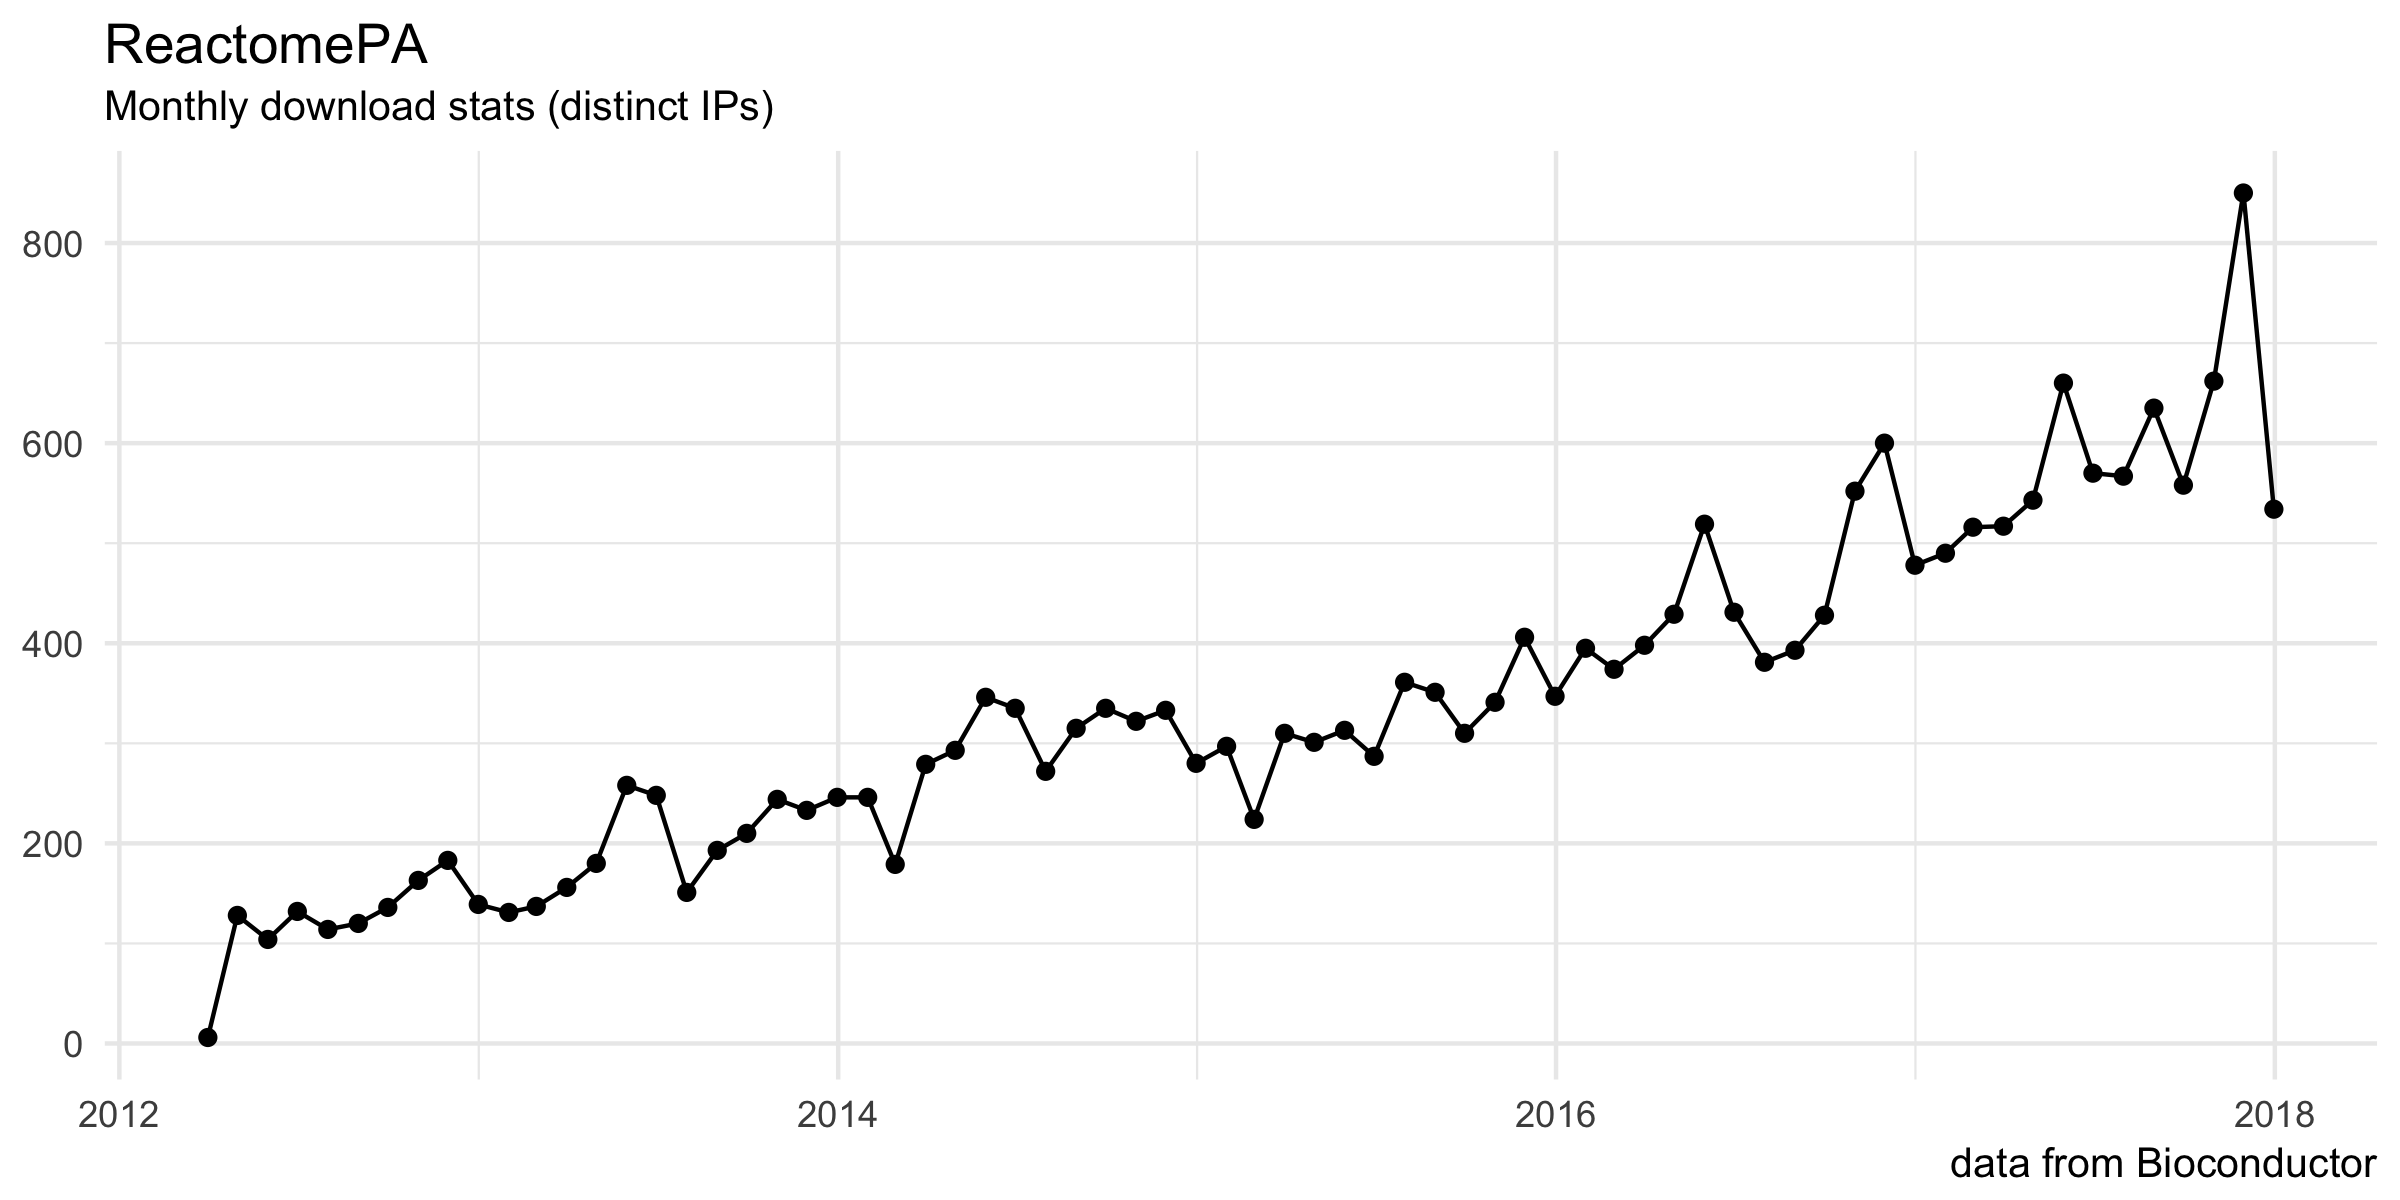 ReactomePA
Monthly download stats (distinct IPs)
800
600
400
200
0
2012 2014 2016 2018
data from Bioconductor